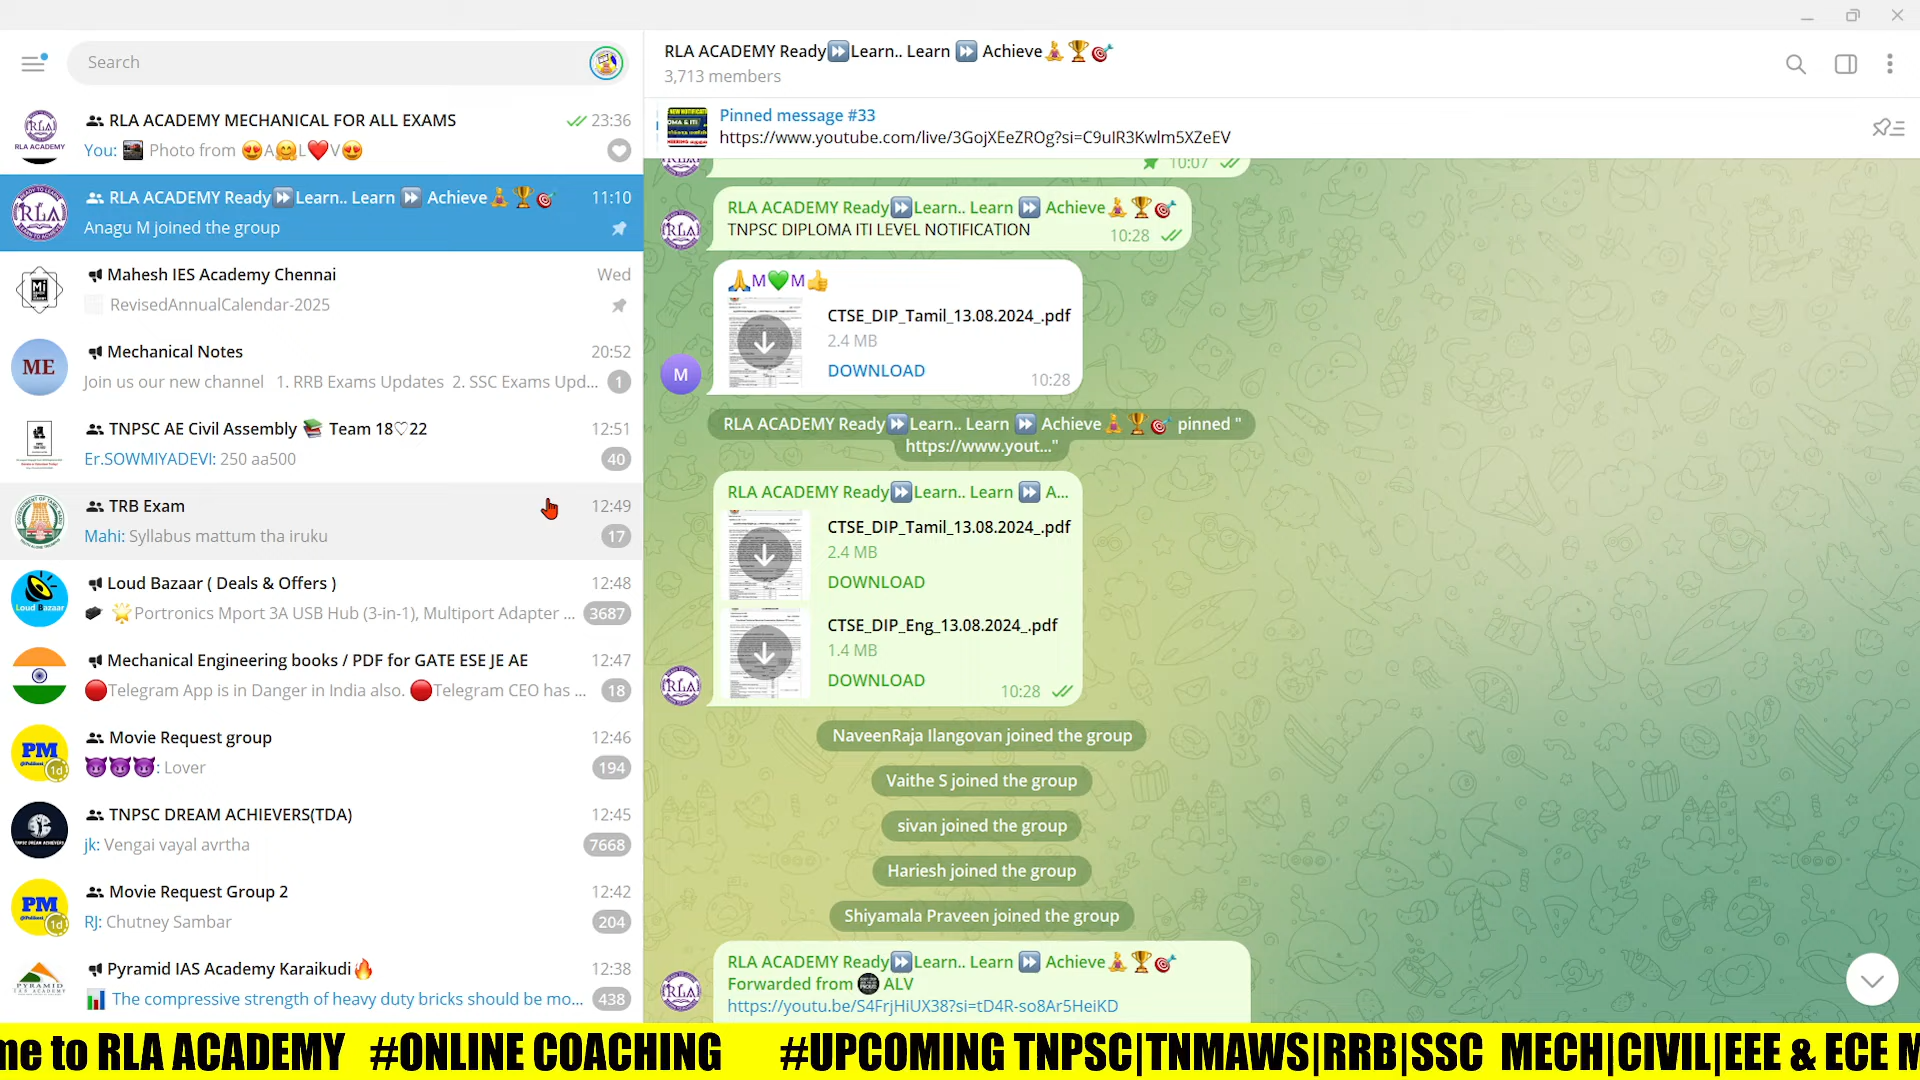 Search
RLA ACADEMY MECHANICAL FOR ALL EXAMS 23:36
You: Photo from 😍A🤗L❤️V😍
RLA ACADEMY Ready⏩Learn.. Learn ⏩ Achieve🧘🏆🎯 11:10
Anagu M joined the group
Mahesh IES Academy Chennai Wed
RevisedAnnualCalendar-2025
ME
Mechanical Notes 20:52
Join us our new channel 1. RRB Exams Updates 2. SSC Exams Upd... 1
TNPSC AE Civil Assembly 📚 Team 18♡22 12:51
Er.SOWMIYADEVI: 250 aa500 40
TRB Exam 12:49
Mahi: Syllabus mattum tha iruku 17
Loud Bazaar
Loud Bazaar ( Deals & Offers ) 12:48
🌟Portronics Mport 3A USB Hub (3-in-1), Multiport Adapter ... 3687
Mechanical Engineering books / PDF for GATE ESE JE AE 12:47
🔴Telegram App is in Danger in India also. 🔴Telegram CEO has ... 18
PM
1d
Movie Request group 12:46
😈😈😈: Lover 194
TNPSC DREAM ACHIEVERS(TDA) 12:45
jk: Vengai vayal avrtha 7668
PM
1d
Movie Request Group 2 12:42
RJ: Chutney Sambar 204
PYRAMID
Pyramid IAS Academy Karaikudi🔥 12:38
📊 The compressive strength of heavy duty bricks should be mo... 438
RLA ACADEMY Ready⏩Learn.. Learn ⏩ Achieve🧘🏆🎯
3,713 members
Pinned message #33
https://www.youtube.com/live/3GojXEeZROg?si=C9uIR3Kwlm5XZeEV
10:07
RLA ACADEMY Ready⏩Learn.. Learn ⏩ Achieve🧘🏆🎯
TNPSC DIPLOMA ITI LEVEL NOTIFICATION 10:28
🙏M💚M👍
CTSE_DIP_Tamil_13.08.2024_.pdf
2.4 MB
DOWNLOAD
10:28
M
RLA ACADEMY Ready⏩Learn.. Learn ⏩ Achieve🧘🏆🎯 pinned "
https://www.yout..."
RLA ACADEMY Ready⏩Learn.. Learn ⏩ A...
CTSE_DIP_Tamil_13.08.2024_.pdf
2.4 MB
DOWNLOAD
CTSE_DIP_Eng_13.08.2024_.pdf
1.4 MB
DOWNLOAD
10:28
RLA
NaveenRaja Ilangovan joined the group
Vaithe S joined the group
sivan joined the group
Hariesh joined the group
Shiyamala Praveen joined the group
RLA ACADEMY Ready⏩Learn.. Learn ⏩ Achieve🧘🏆🎯
Forwarded from ALV
https://youtu.be/S4FrjHiUX38?si=tD4R-so8Ar5HeiKD
me to RLA ACADEMY #ONLINE COACHING #UPCOMING TNPSC|TNMAWS|RRB|SSC MECH|CIVIL|EEE & ECE M